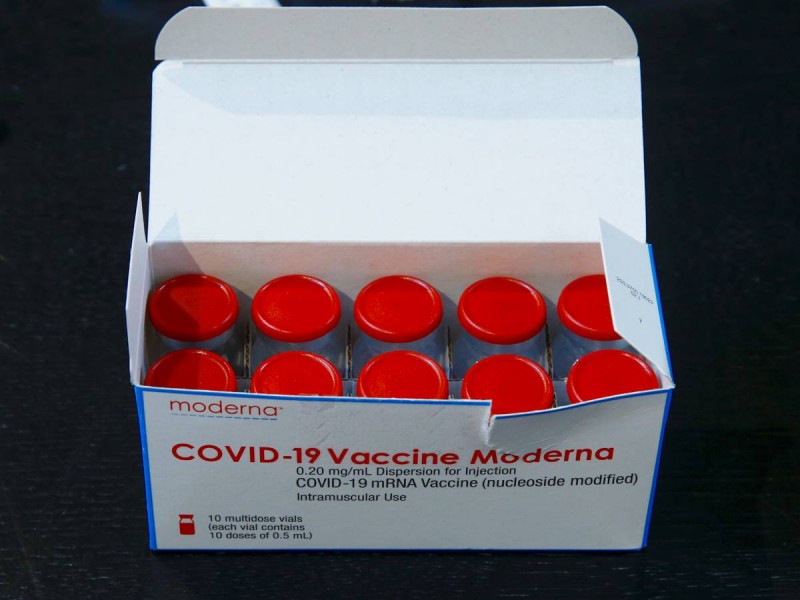 moderna
COVID-19 Vaccine Moderna
0.20 mg/mL Dispersion for Injection
COVID-19 mRNA Vaccine (nucleoside modified)
Intramuscular Use
10 multidose vials
(each vial contains
10 doses of 0.5 mL)